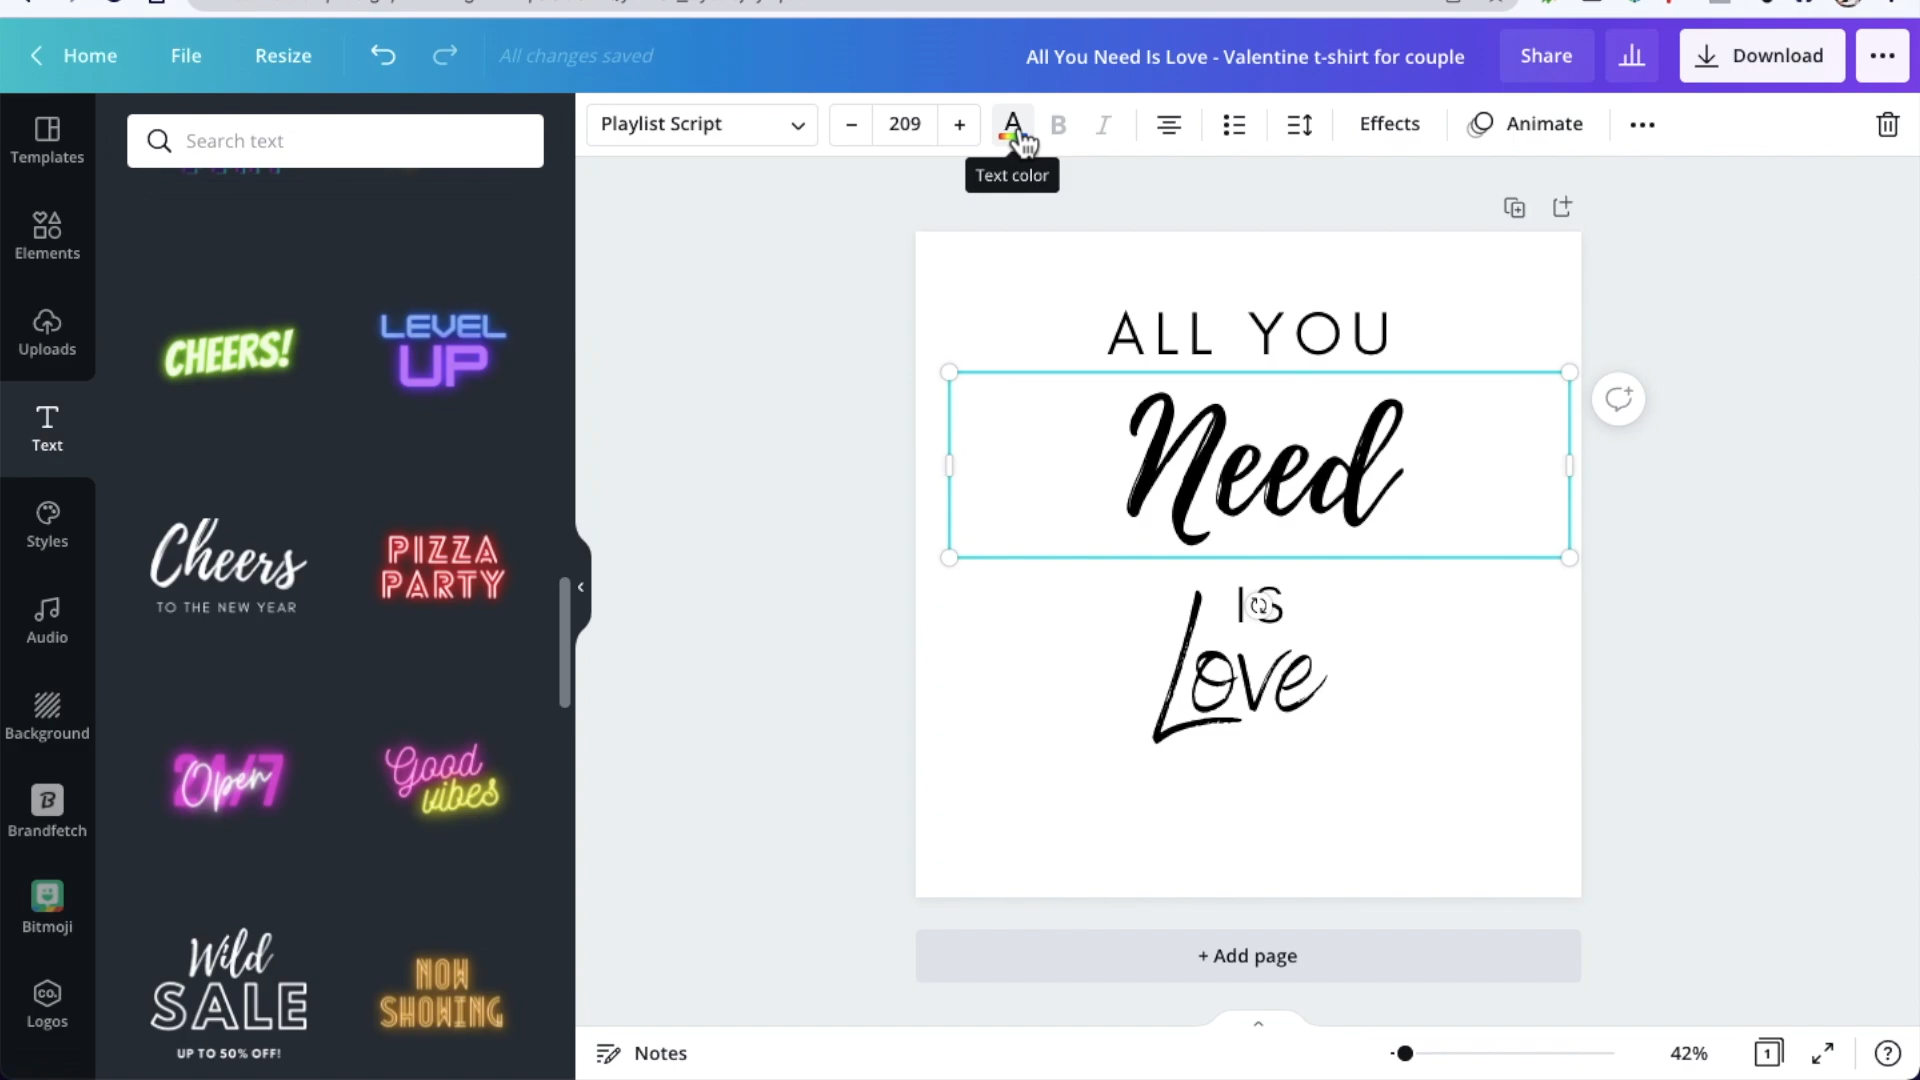 Home File Resize All changes saved All You Need Is Love - Valentine t-shirt for couple Share Download
Templates
Elements
Uploads
Text
Styles
Audio
Background
Brandfetch
Bitmoji
CO.
Logos
Search text
CHEERS!
LEVEL
UP
Cheers
TO THE NEW YEAR
PIZZA
PARTY
24/7
Open
Good
vibes
Wild
SALE
UP TO 50% OFF!
NOW
SHOWING
Playlist Script - 209 + A B I Effects Animate
Text color
ALL YOU
Need
IS
Love
+ Add page
Notes 42% 1 ?